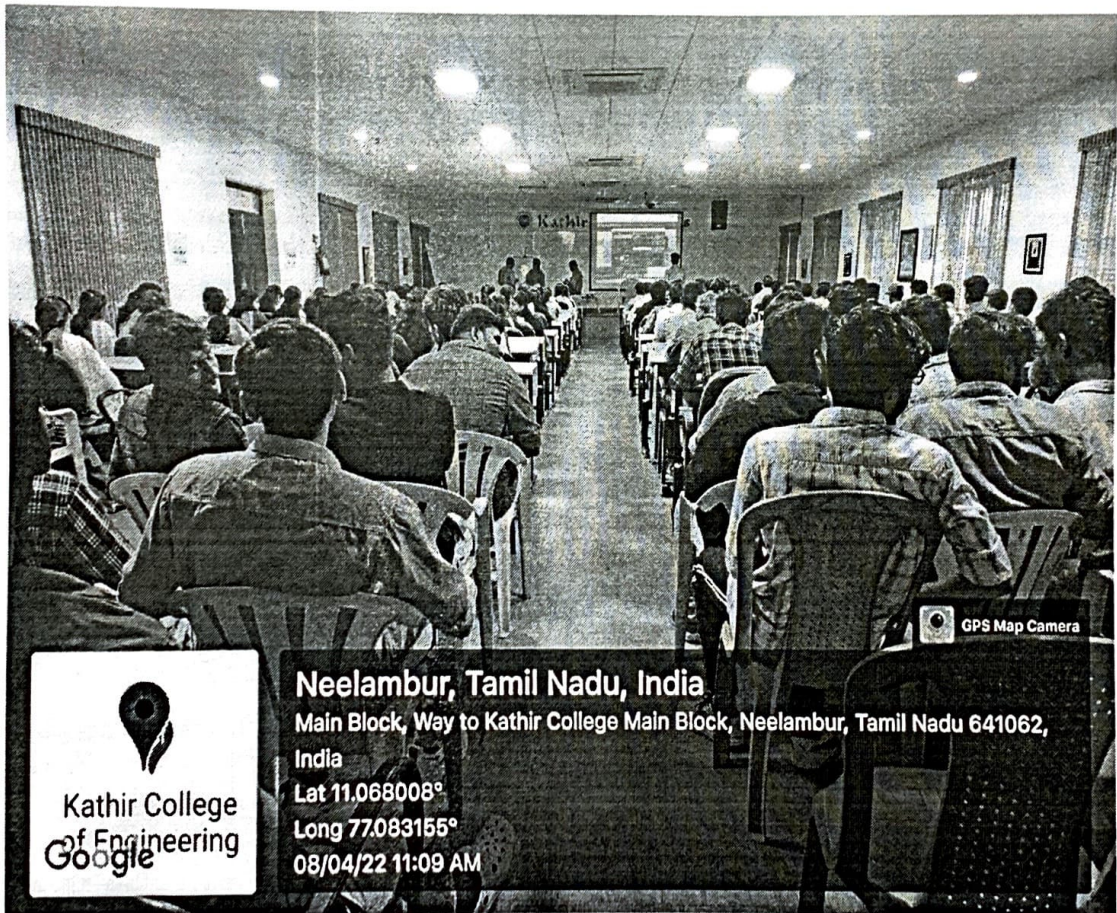 Kathir
GPS Map Camera
Neelambur, Tamil Nadu, India
Main Block, Way to Kathir College Main Block, Neelambur, Tamil Nadu 641062,
India
Lat 11.068008°
Long 77.083155°
08/04/22 11:09 AM
Kathir College
of Engineering
Google